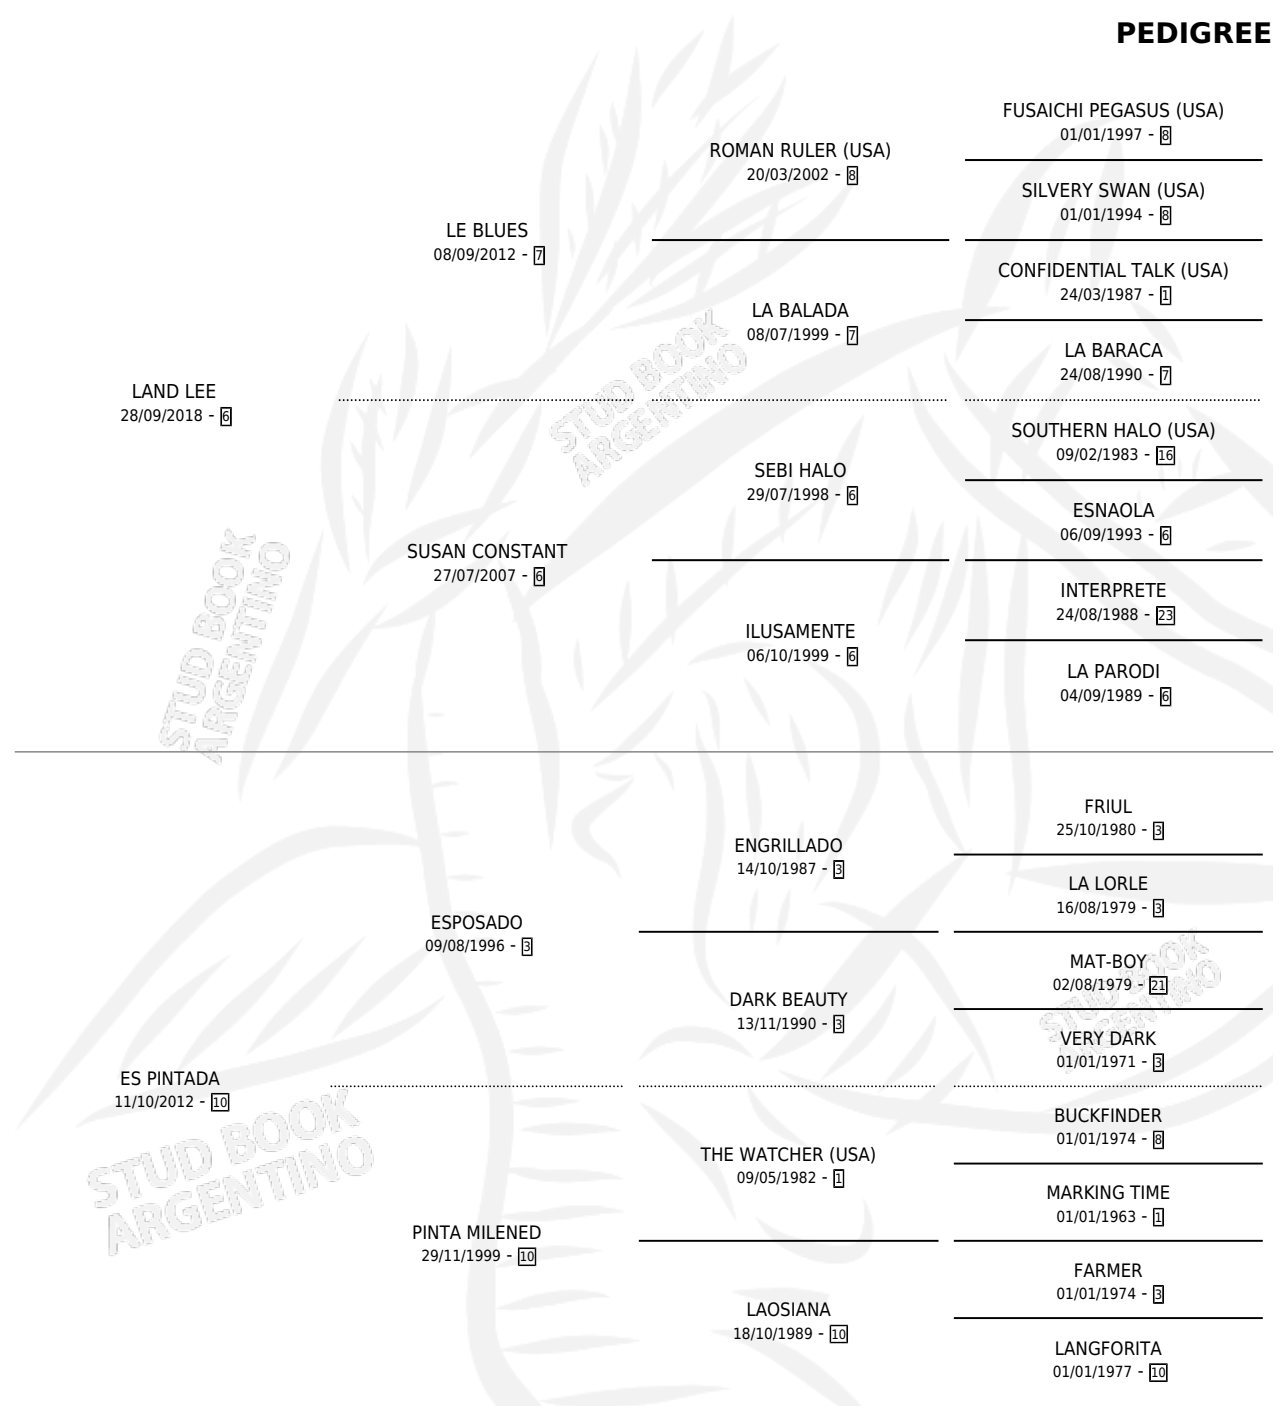 PEDIGREE
FUSAICHI PEGASUS (USA)
01/01/1997 - 8
ROMAN RULER (USA)
20/03/2002 - 8
SILVERY SWAN (USA)
01/01/1994 - 8
LE BLUES
08/09/2012 - 7
CONFIDENTIAL TALK (USA)
24/03/1987 - 1
LA BALADA
08/07/1999 - 7
LA BARACA
24/08/1990 - 7
LAND LEE
28/09/2018 - 6
SOUTHERN HALO (USA)
09/02/1983 - 16
SEBI HALO
29/07/1998 - 6
ESNAOLA
06/09/1993 - 6
SUSAN CONSTANT
27/07/2007 - 6
INTERPRETE
24/08/1988 - 23
ILUSAMENTE
06/10/1999 - 6
LA PARODI
04/09/1989 - 6
FRIUL
25/10/1980 - 3
ENGRILLADO
14/10/1987 - 3
LA LORLE
16/08/1979 - 3
ESPOSADO
09/08/1996 - 3
MAT-BOY
02/08/1979 - 21
DARK BEAUTY
13/11/1990 - 3
VERY DARK
01/01/1971 - 3
ES PINTADA
11/10/2012 - 10
BUCKFINDER
01/01/1974 - 8
THE WATCHER (USA)
09/05/1982 - 1
MARKING TIME
01/01/1963 - 1
PINTA MILENED
29/11/1999 - 10
FARMER
01/01/1974 - 3
LAOSIANA
18/10/1989 - 10
LANGFORITA
01/01/1977 - 10
STUD BOOK
ARGENTINO
STUD BOOK
ARGENTINO
STUD BOOK
ARGENTINO
STUD BOOK
ARGENTINO